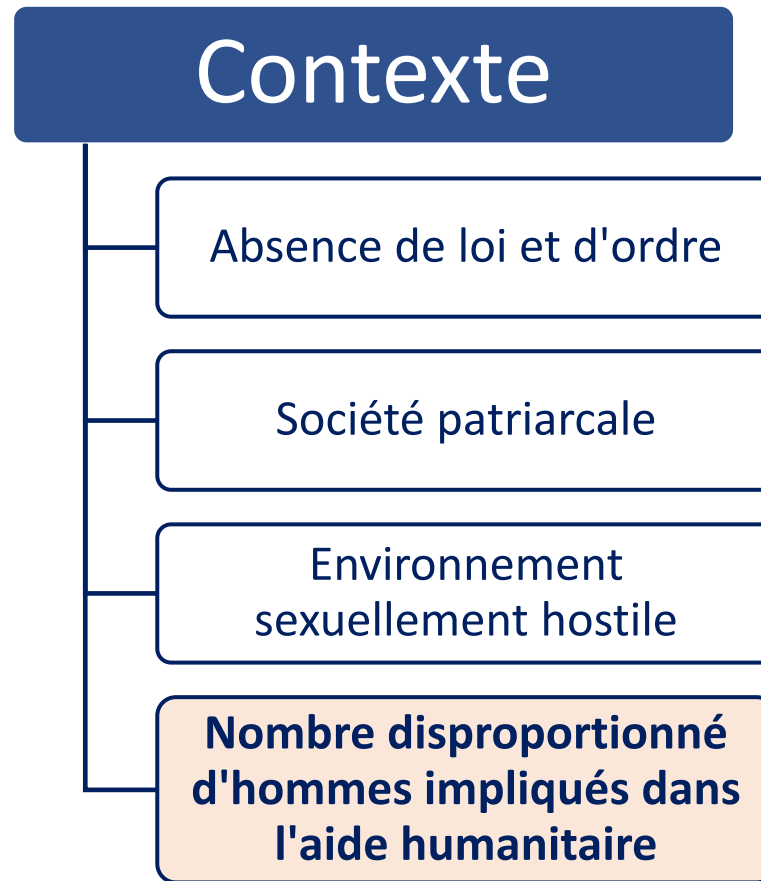 Contexte
Absence de loi et d'ordre
Société patriarcale
Environnement
sexuellement hostile
Nombre disproportionné
d'hommes impliqués dans
l'aide humanitaire